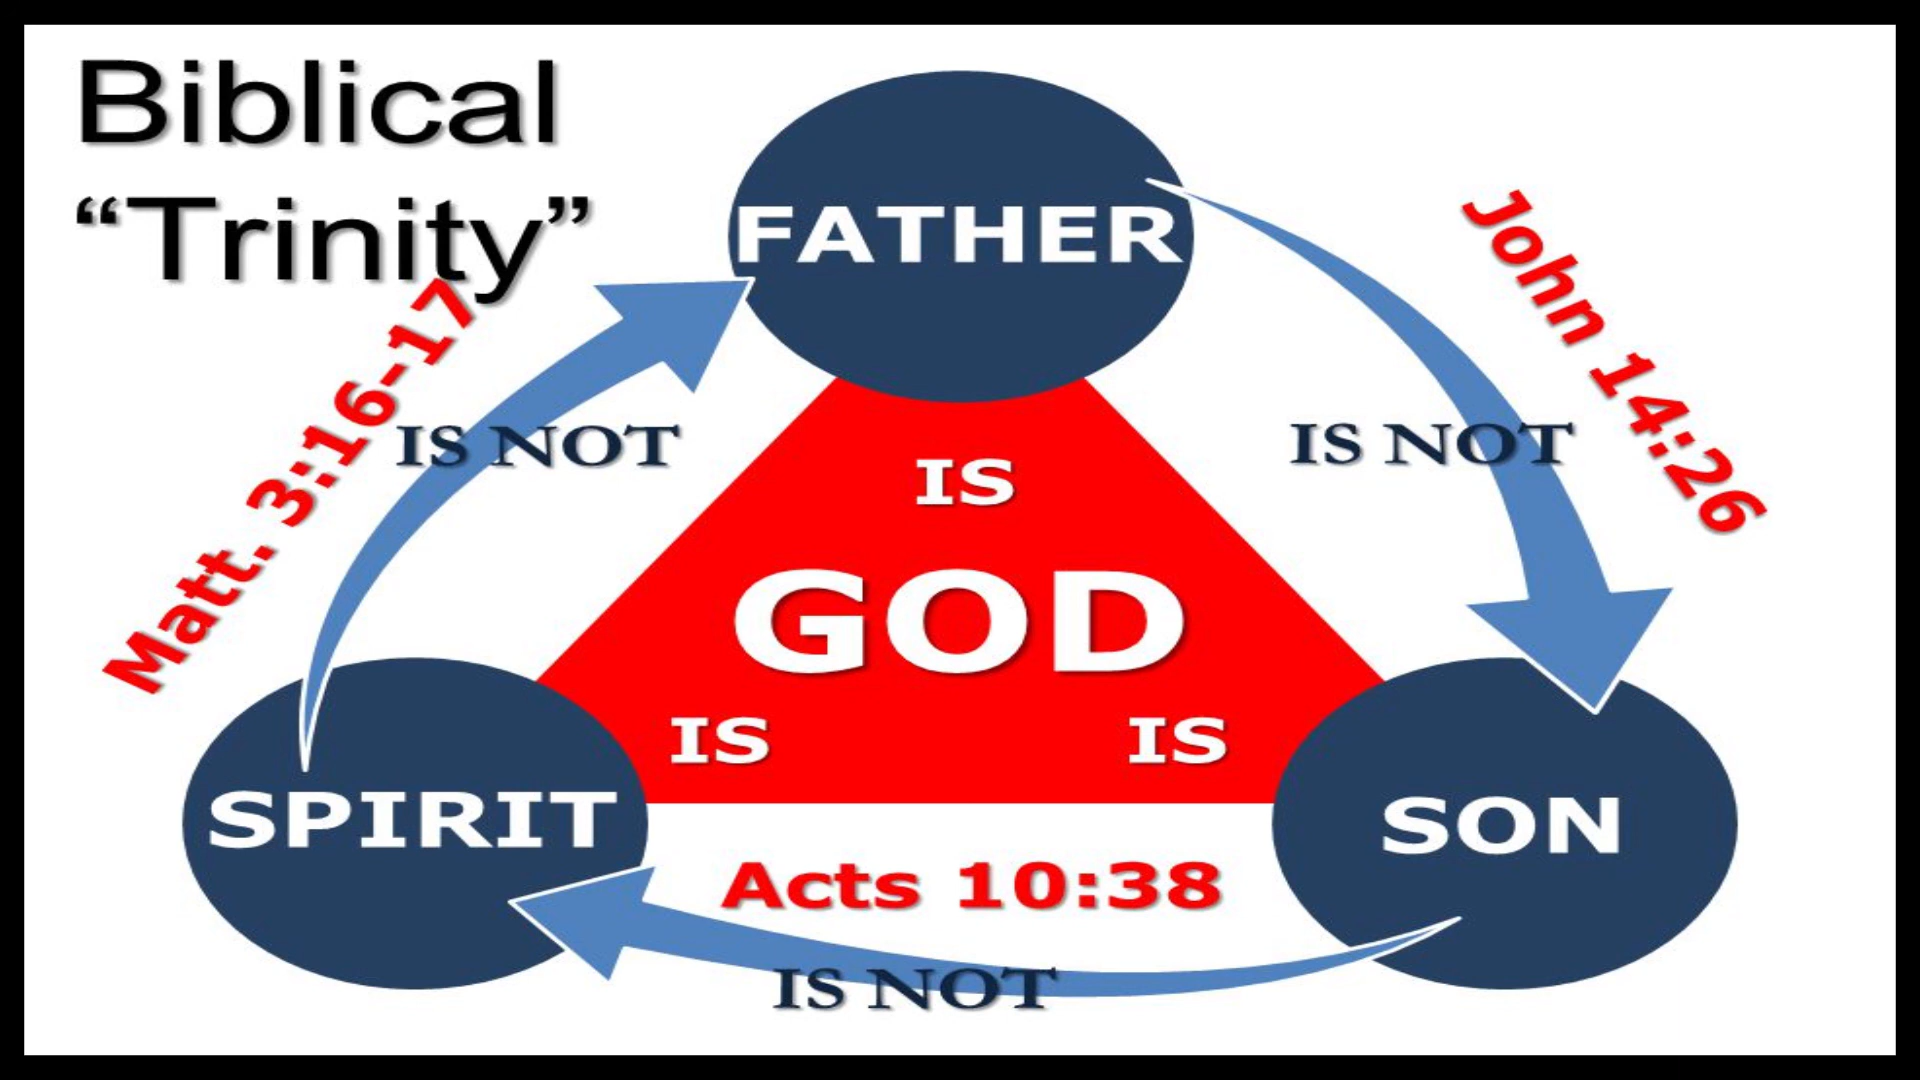 Biblical
“Trinity”
FATHER
John 14:26
Matt. 3:16-17
IS NOT
IS NOT
IS
GOD
IS
IS
SPIRIT
SON
Acts 10:38
IS NOT